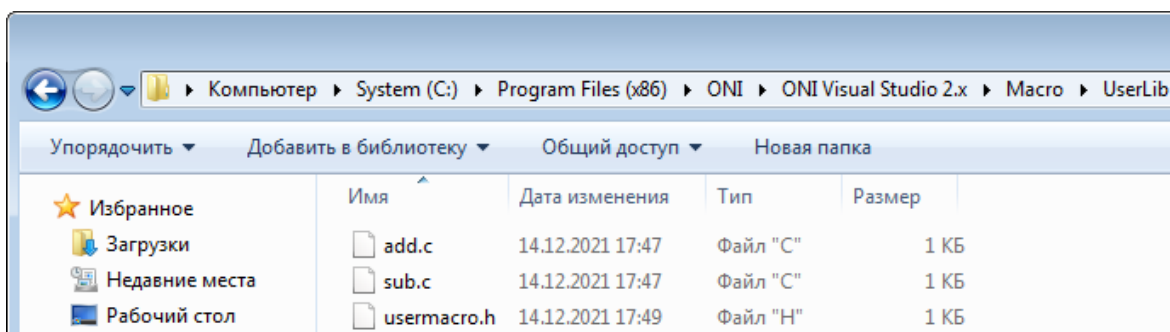 Компьютер System (C:) Program Files (x86) ONI ONI Visual Studio 2.x Macro UserLib
Упорядочить Добавить в библиотеку Общий доступ Новая папка
Имя Дата изменения Тип Размер
Избранное
add.c 14.12.2021 17:47 Файл "C" 1 КБ
Загрузки
sub.c 14.12.2021 17:47 Файл "C" 1 КБ
Недавние места
usermacro.h 14.12.2021 17:49 Файл "H" 1 КБ
Рабочий стол